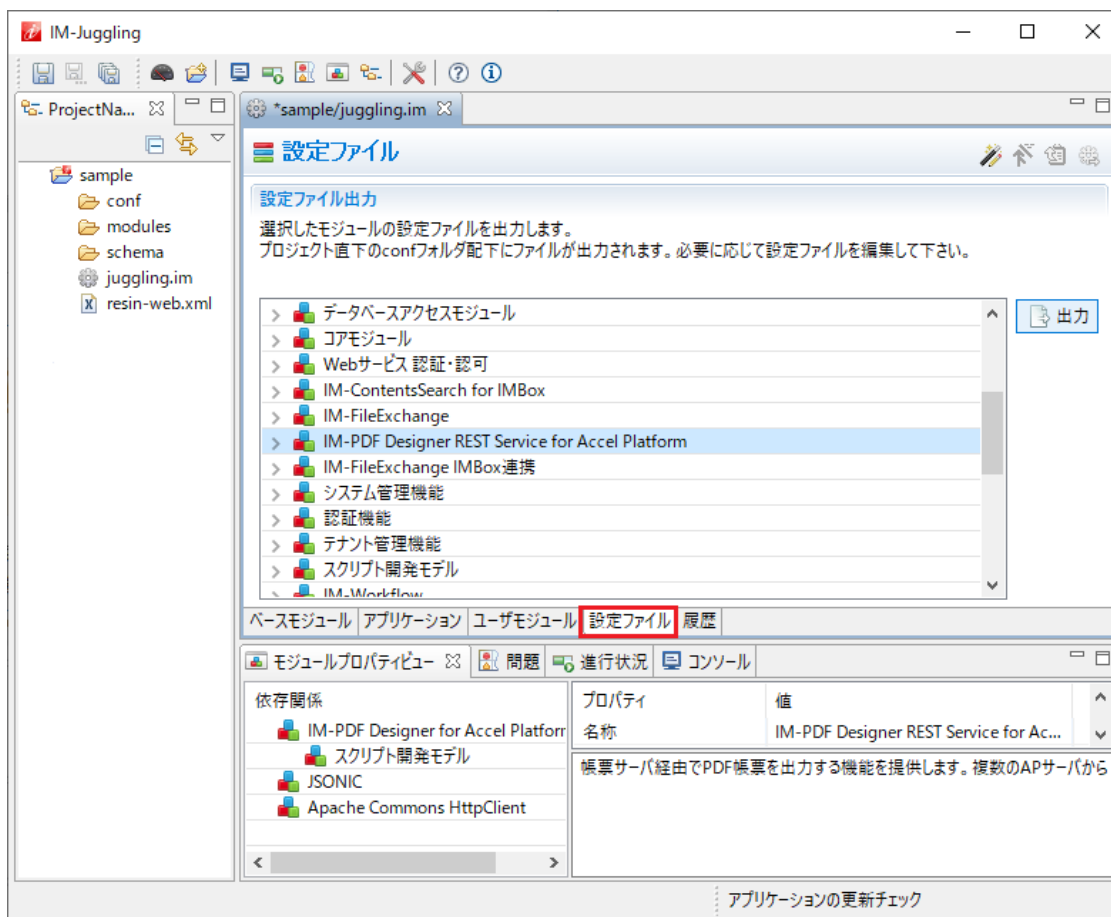 IM-Juggling
ProjectNa...
*sample/juggling.im
設定ファイル
sample
conf
modules
schema
juggling.im
resin-web.xml
設定ファイル出力
選択したモジュールの設定ファイルを出力します。
プロジェクト直下のconfフォルダ配下にファイルが出力されます。必要に応じて設定ファイルを編集して下さい。
データベースアクセスモジュール
コアモジュール
Webサービス 認証・認可
IM-ContentsSearch for IMBox
IM-FileExchange
IM-PDF Designer REST Service for Accel Platform
IM-FileExchange IMBox連携
システム管理機能
認証機能
テナント管理機能
スクリプト開発モデル
IM-Workflow
出力
ベースモジュール アプリケーション ユーザモジュール 設定ファイル 履歴
モジュールプロパティビュー 問題 進行状況 コンソール
依存関係
IM-PDF Designer for Accel Platform
スクリプト開発モデル
JSONIC
Apache Commons HttpClient
プロパティ 値
名称 IM-PDF Designer REST Service for Ac...
帳票サーバ経由でPDF帳票を出力する機能を提供します。複数のAPサーバから
アプリケーションの更新チェック